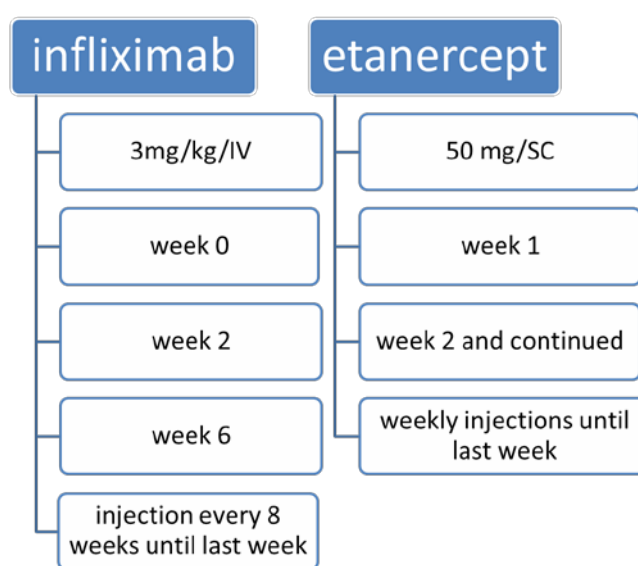 infliximab
3mg/kg/IV
week 0
week 2
week 6
injection every 8
weeks until last week
etanercept
50 mg/SC
week 1
week 2 and continued
weekly injections until
last week